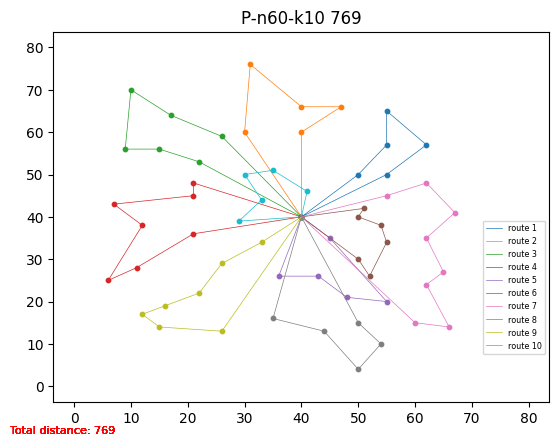 P-n60-k10 769
80
70
60
50
40
30
20
10
0
route 1
route 2
route 3
route 4
route 5
route 6
route 7
route 8
route 9
route 10
0 10 20 30 40 50 60 70 80
Total distance: 769